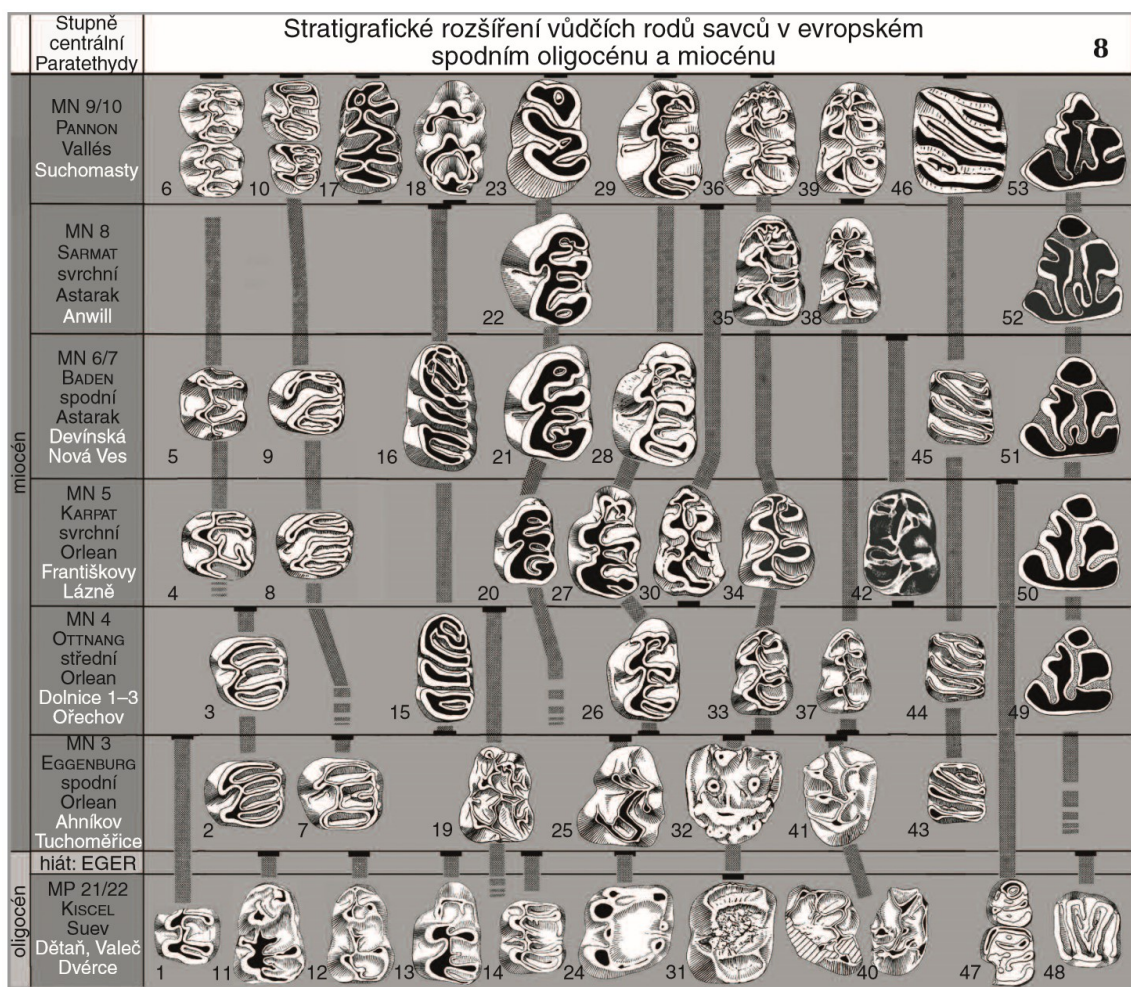 Stupně
centrální
Paratethydy
Stratigrafické rozšíření vůdčích rodů savců v evropském
spodním oligocénu a miocénu
8
miocén
MN 9/10
PANNON
Vallés
Suchomasty
6 10 17 18 23 29 36 39 46 53
MN 8
SARMAT
svrchní
Astarak
Anwill
22 35 38 52
MN 6/7
BADEN
spodní
Astarak
Devínská
Nová Ves
5 9 16 21 28 45 51
MN 5
KARPAT
svrchní
Orlean
Františkovy
Lázně
4 8 20 27 30 34 42 50
MN 4
OTTNANG
střední
Orlean
Dolnice 1–3
Ořechov
3 15 26 33 37 44 49
MN 3
EGGENBURG
spodní
Orlean
Ahníkov
Tuchoměřice
2 7 19 25 32 41 43
hiát: EGER
oligocén
MP 21/22
KISCEL
Suev
Dětaň, Valeč
Dvérce
1 11 12 13 14 24 31 40 47 48